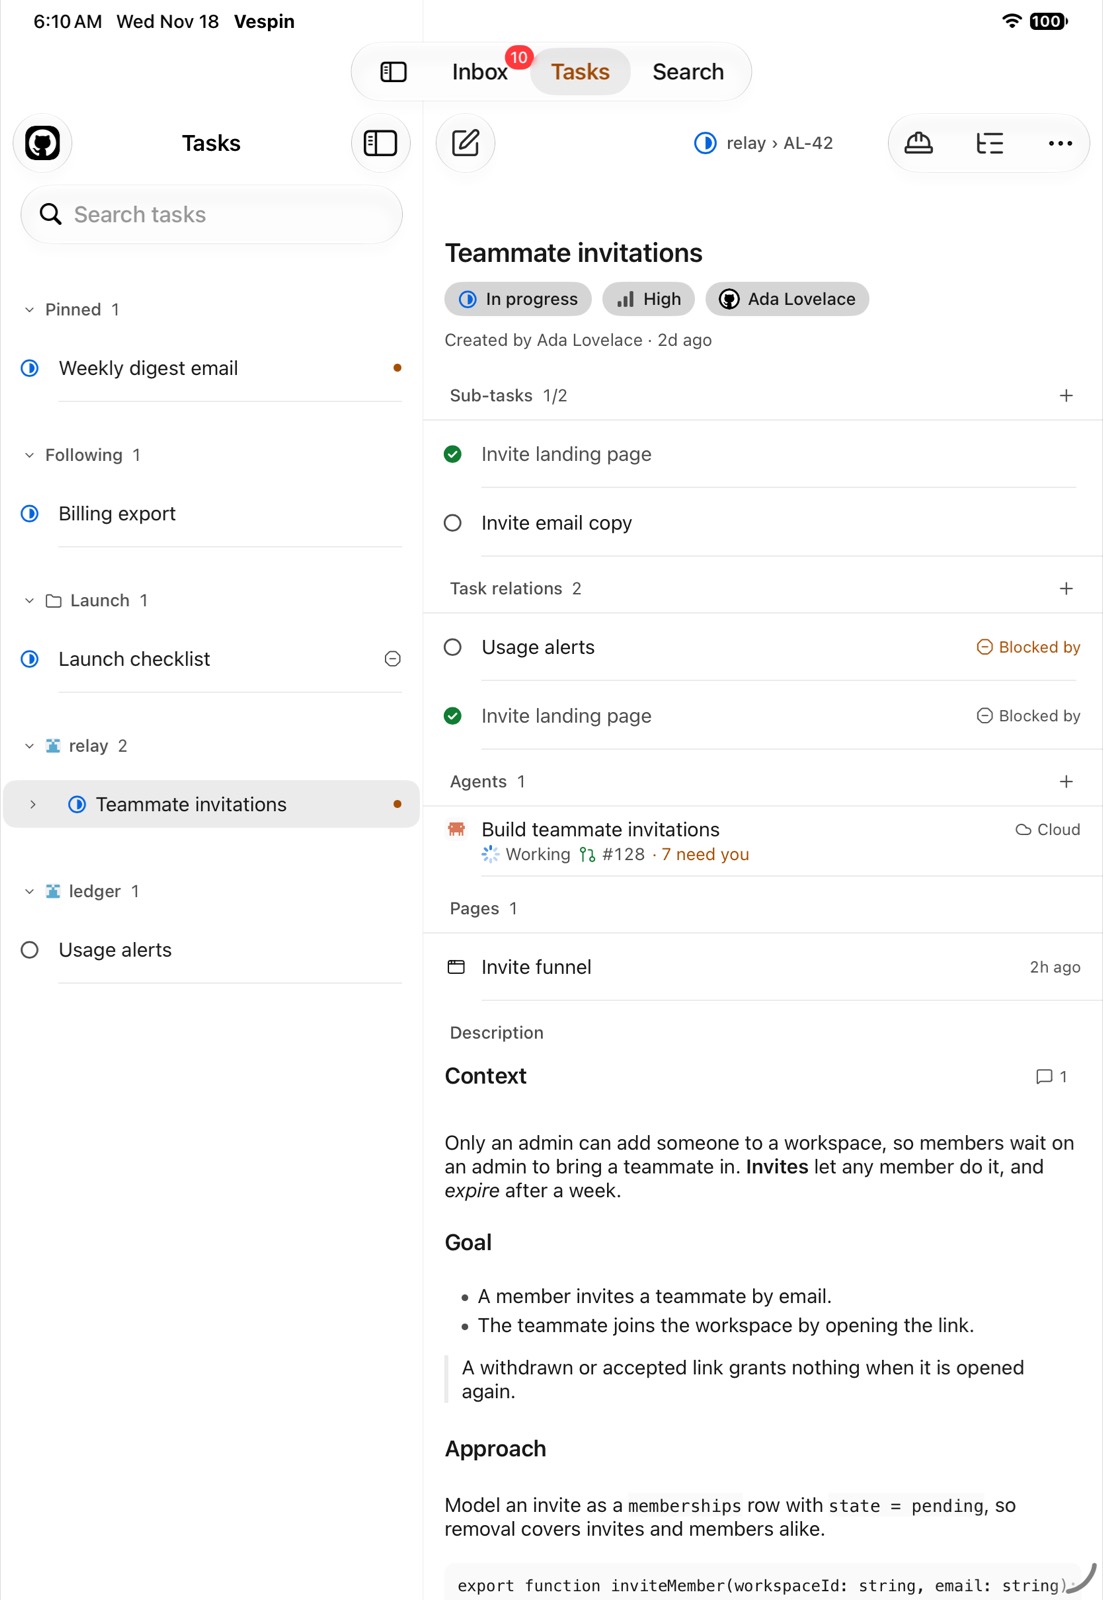 6:10 AM Wed Nov 18 Vespin
100
Inbox 10 Tasks Search
Tasks
relay › AL-42
Search tasks
Pinned 1
Weekly digest email
Following 1
Billing export
Launch 1
Launch checklist
relay 2
Teammate invitations
ledger 1
Usage alerts
Teammate invitations
In progress High Ada Lovelace
Created by Ada Lovelace · 2d ago
Sub-tasks 1/2
Invite landing page
Invite email copy
Task relations 2
Usage alerts Blocked by
Invite landing page Blocked by
Agents 1
Build teammate invitations Cloud
Working #128 · 7 need you
Pages 1
Invite funnel 2h ago
Description
Context 1
Only an admin can add someone to a workspace, so members wait on
an admin to bring a teammate in. Invites let any member do it, and
expire after a week.
Goal
• A member invites a teammate by email.
• The teammate joins the workspace by opening the link.
A withdrawn or accepted link grants nothing when it is opened
again.
Approach
Model an invite as a memberships row with state = pending, so
removal covers invites and members alike.
export function inviteMember(workspaceId: string, email: string)